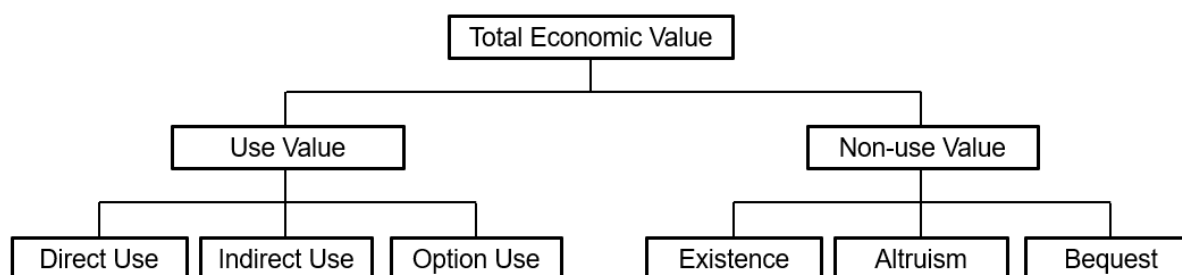 Total Economic Value
Use Value
Non-use Value
Direct Use
Indirect Use
Option Use
Existence
Altruism
Bequest